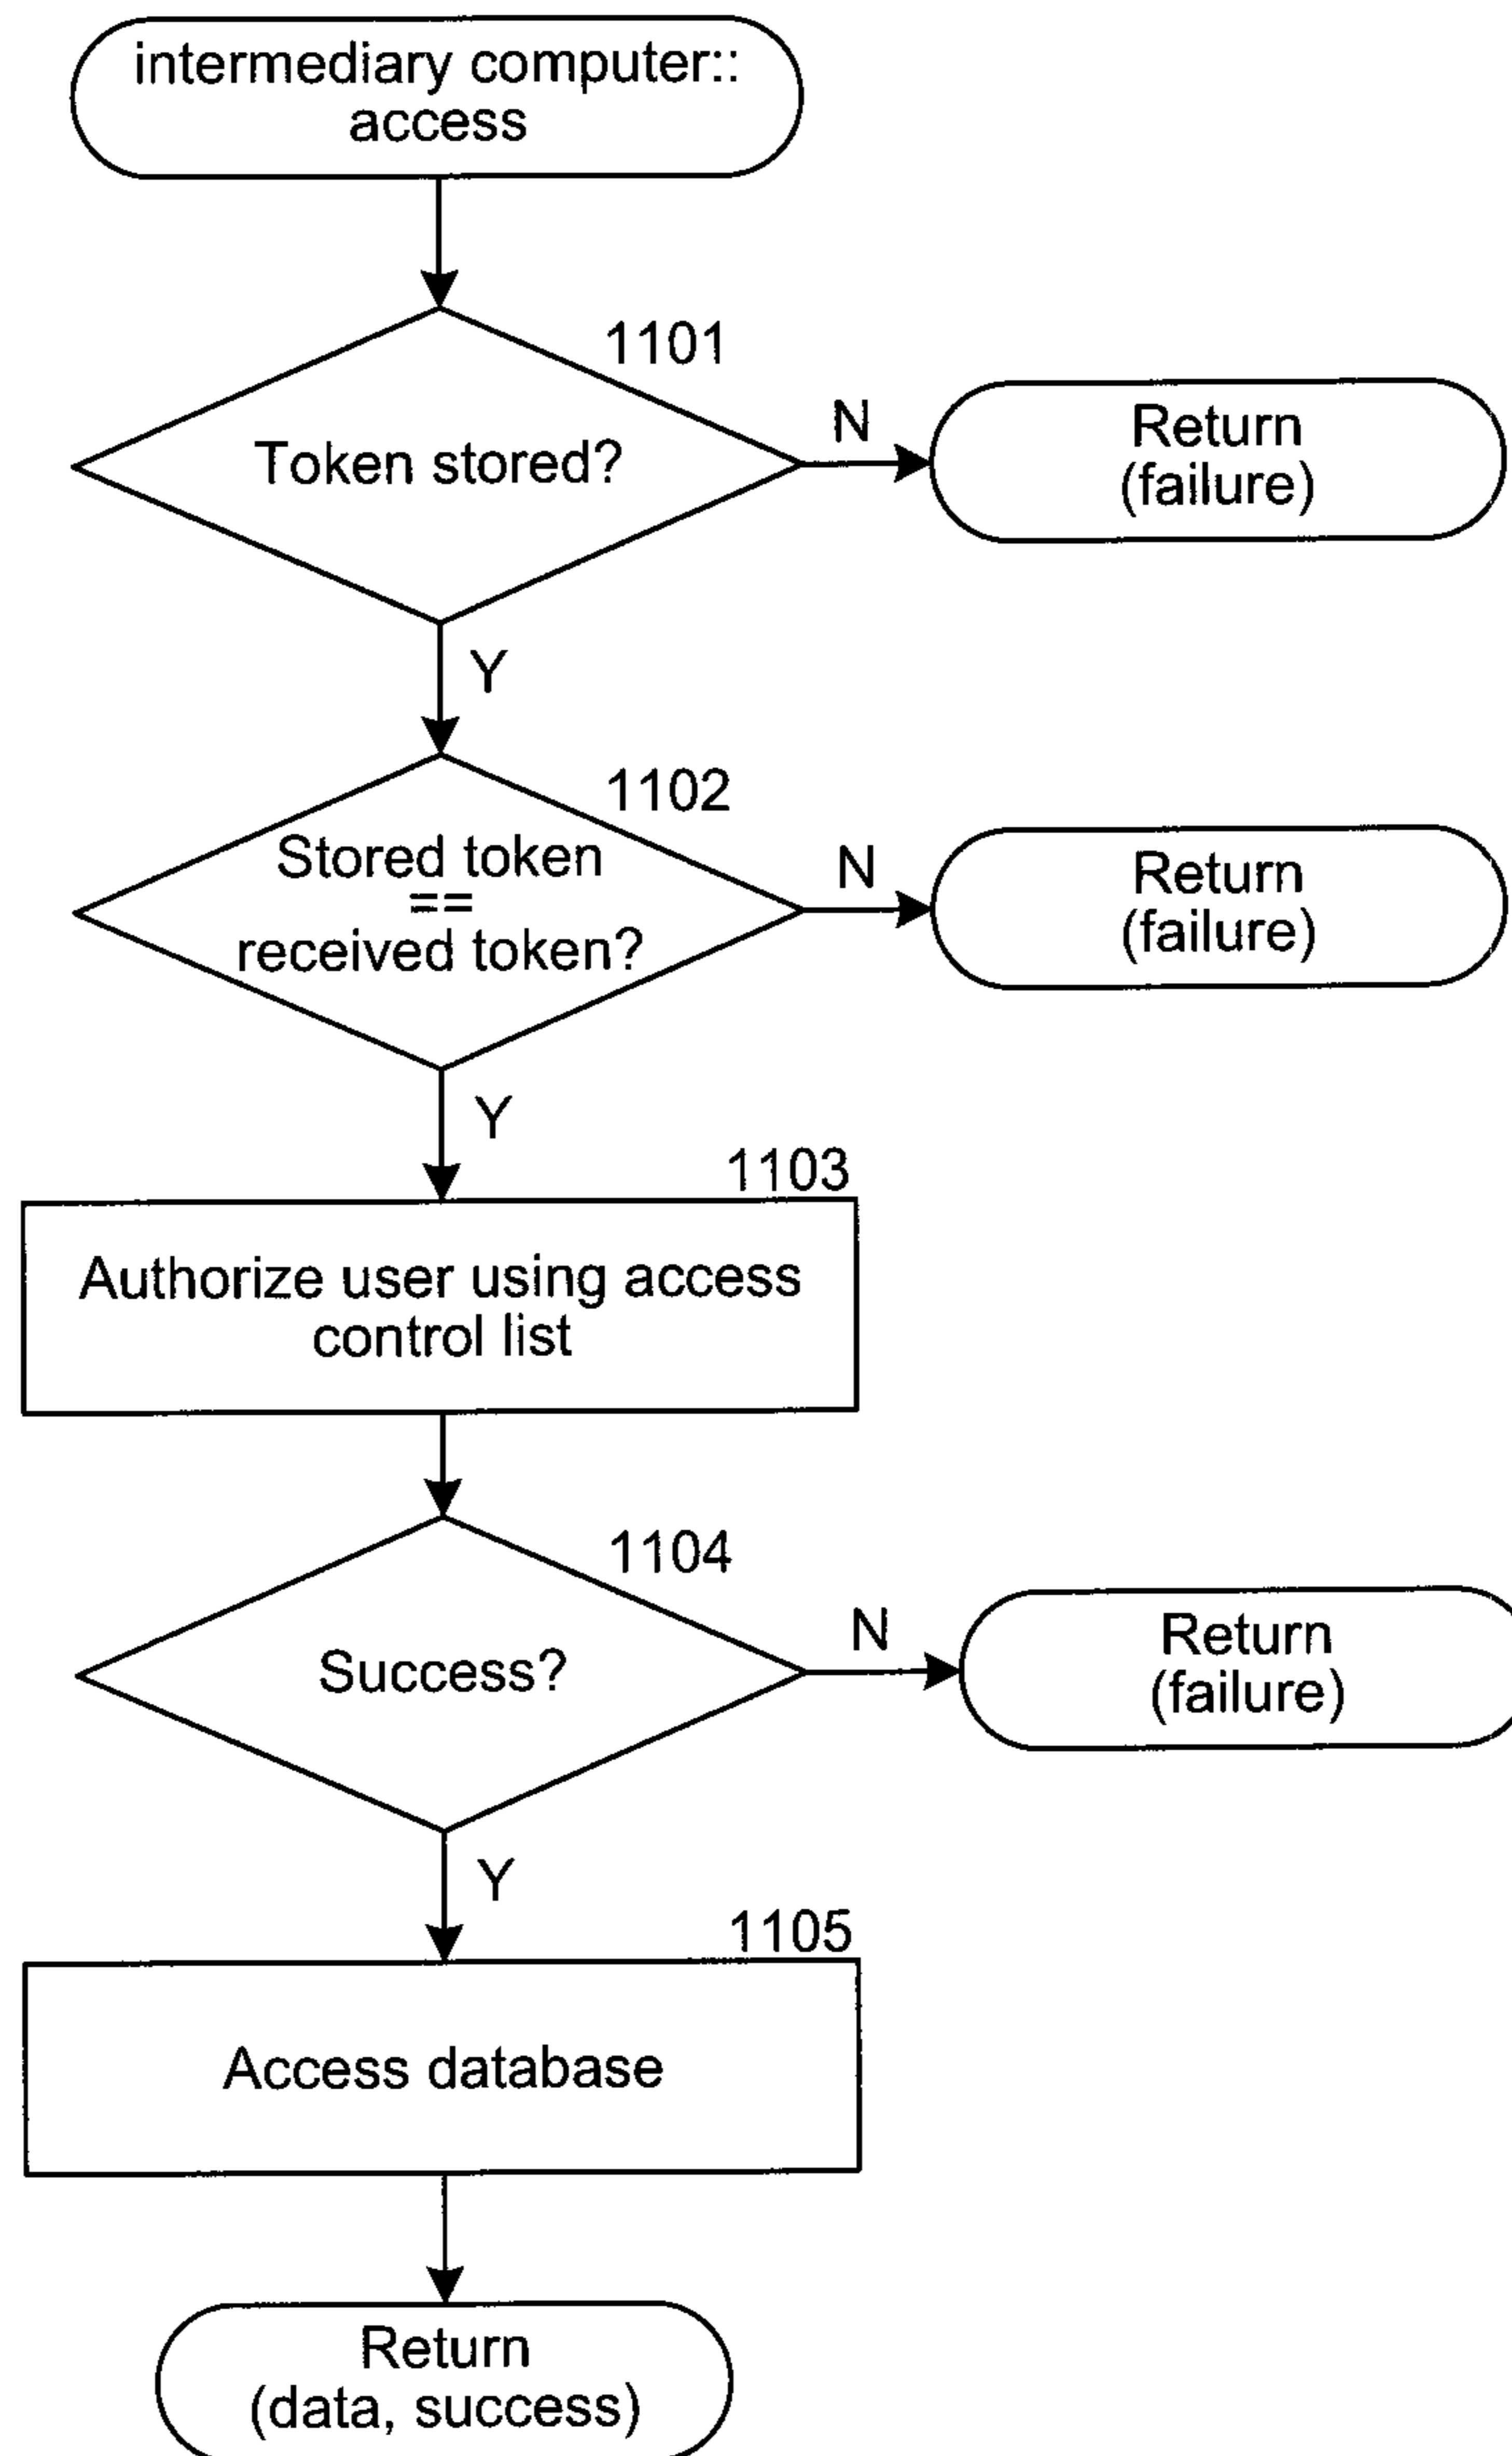 intermediary computer::
access
1101
Token stored?
N
Return
(failure)
Y
1102
Stored token
==
received token?
N
Return
(failure)
Y
1103
Authorize user using access
control list
1104
Success?
N
Return
(failure)
Y
1105
Access database
Return
(data, success)